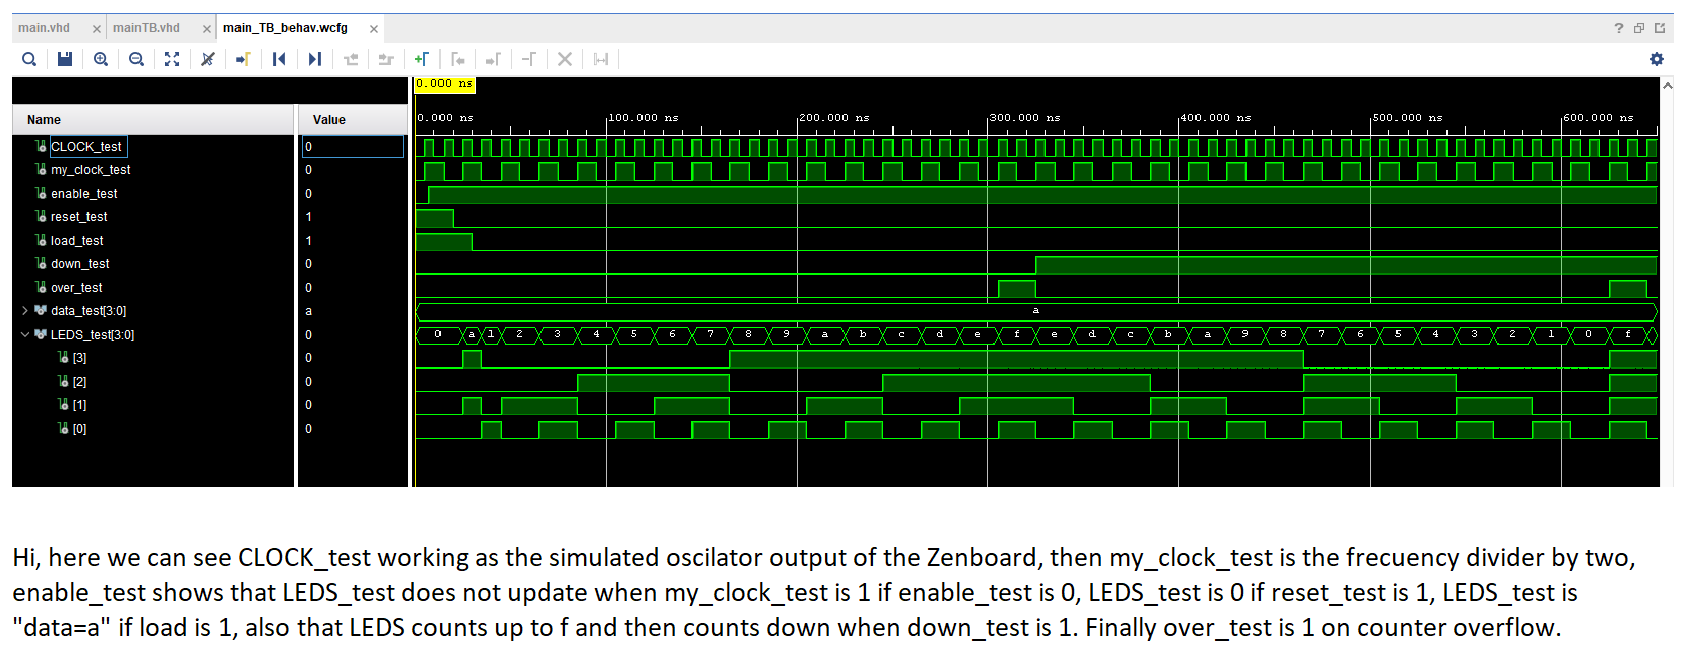 main.vhd × mainTB.vhd × main_TB_behav.wcfg × ?
0.000 ns
Name Value
0.000 ns 100.000 ns 200.000 ns 300.000 ns 400.000 ns 500.000 ns 600.000 ns
CLOCK_test 0
my_clock_test 0
enable_test 0
reset_test 1
load_test 1
down_test 0
over_test 0
data_test[3:0] a a
LEDS_test[3:0] 0 0 a 1 2 3 4 5 6 7 8 9 a b c d e f e d c b a 9 8 7 6 5 4 3 2 1 0 f
[3] 0
[2] 0
[1] 0
[0] 0
Hi, here we can see CLOCK_test working as the simulated oscilator output of the Zenboard, then my_clock_test is the frecuency divider by two,
enable_test shows that LEDS_test does not update when my_clock_test is 1 if enable_test is 0, LEDS_test is 0 if reset_test is 1, LEDS_test is
"data=a" if load is 1, also that LEDS counts up to f and then counts down when down_test is 1. Finally over_test is 1 on counter overflow.